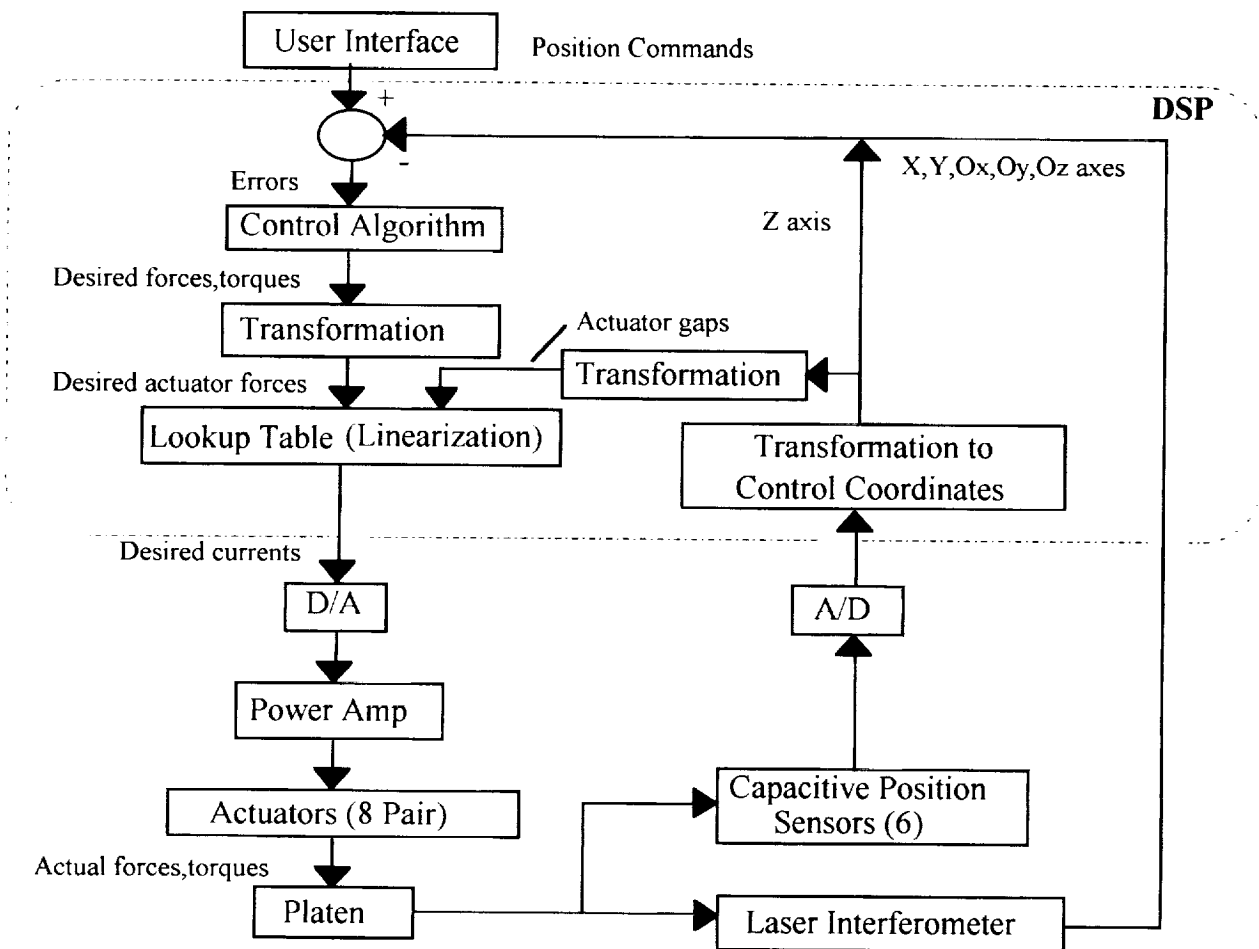 User Interface
Position Commands
+
DSP
-
X,Y,Ox,Oy,Oz axes
Errors
Control Algorithm
Z axis
Desired forces,torques
Transformation
Actuator gaps
Transformation
Desired actuator forces
Lookup Table (Linearization)
Transformation to
Control Coordinates
Desired currents
D/A
A/D
Power Amp
Capacitive Position
Sensors (6)
Actuators (8 Pair)
Actual forces,torques
Platen
Laser Interferometer